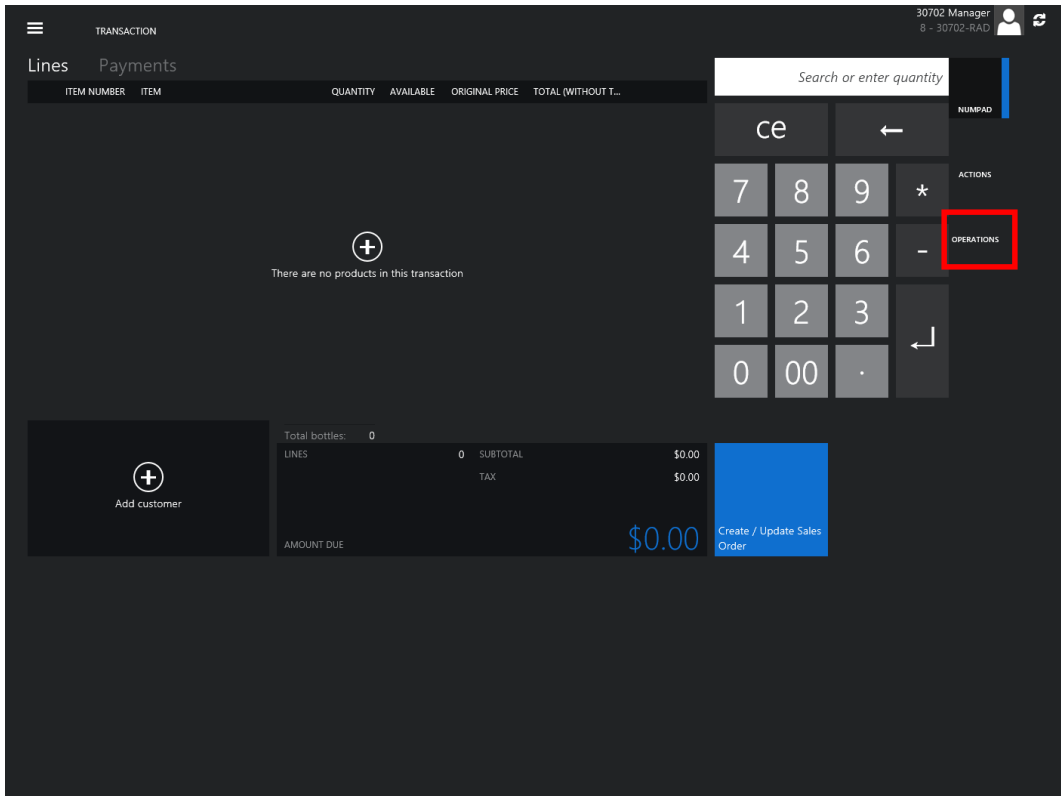 30702 Manager
8 - 30702-RAD
TRANSACTION
Lines Payments
ITEM NUMBER ITEM QUANTITY AVAILABLE ORIGINAL PRICE TOTAL (WITHOUT T...
There are no products in this transaction
Search or enter quantity
ce ←
7 8 9 *
4 5 6 -
1 2 3
0 00 .
NUMPAD
ACTIONS
OPERATIONS
Add customer
Total bottles: 0
LINES 0 SUBTOTAL $0.00
TAX $0.00
AMOUNT DUE $0.00
Create / Update Sales
Order